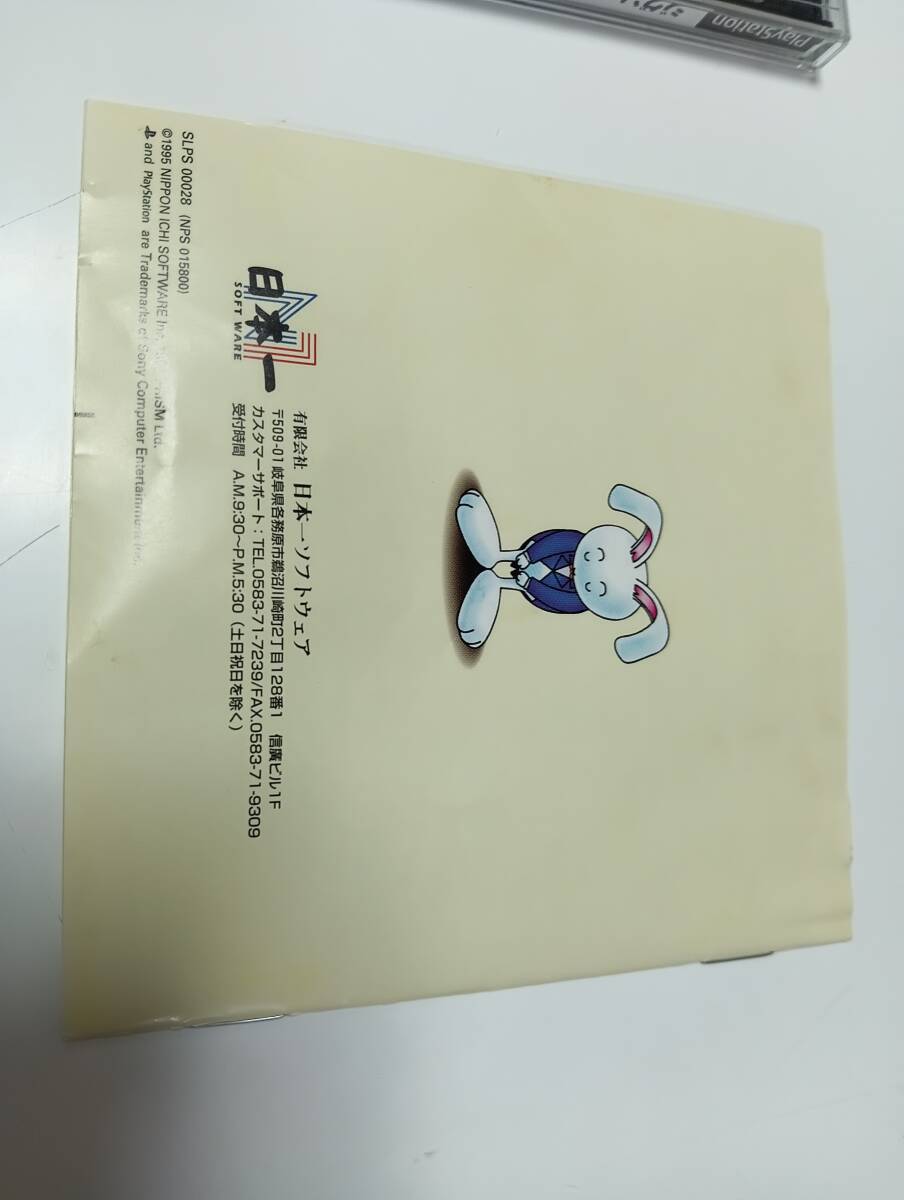 PlayStation
日本一
SOFT WARE
有限会社 日本一ソフトウェア
〒509-01 岐阜県各務原市鵜沼川崎町2丁目128番1 信廣ビル1F
カスタマーサポート:TEL.0583-71-7239/FAX.0583-71-9309
受付時間 A.M.9:30〜P.M.5:30(土日祝日を除く)
SLPS 00028 (NPS 015800)
©1995 NIPPON ICHI SOFTWARE Inc. Ltd.
and PlayStation are Trademarks of Sony Computer Entertainment Inc.